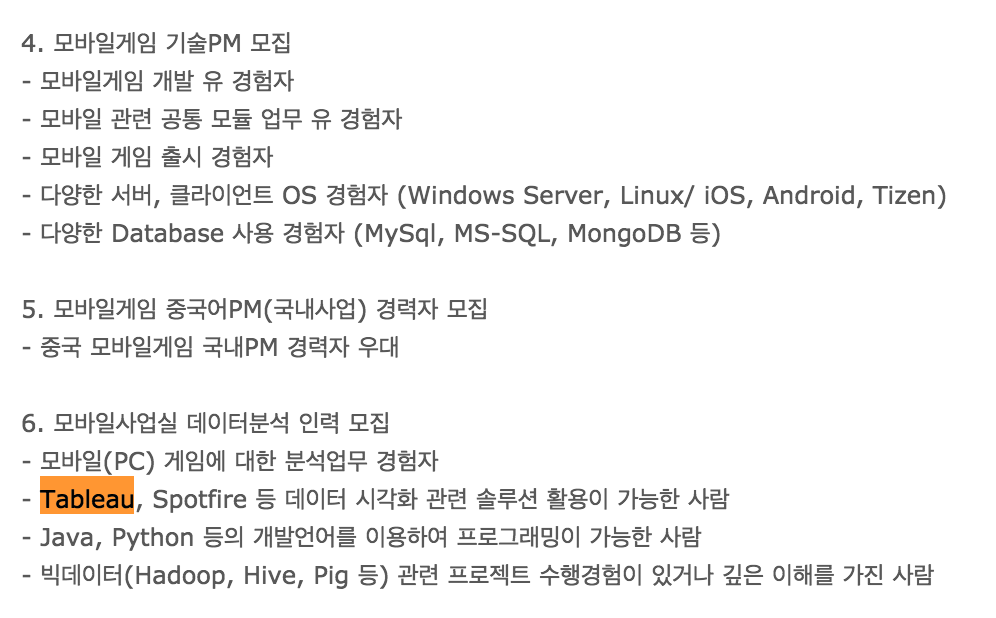 4. 모바일게임 기술PM 모집
- 모바일게임 개발 유 경험자
- 모바일 관련 공통 모듈 업무 유 경험자
- 모바일 게임 출시 경험자
- 다양한 서버, 클라이언트 OS 경험자 (Windows Server, Linux/ iOS, Android, Tizen)
- 다양한 Database 사용 경험자 (MySql, MS-SQL, MongoDB 등)
5. 모바일게임 중국어PM(국내사업) 경력자 모집
- 중국 모바일게임 국내PM 경력자 우대
6. 모바일사업실 데이터분석 인력 모집
- 모바일(PC) 게임에 대한 분석업무 경험자
- Tableau, Spotfire 등 데이터 시각화 관련 솔루션 활용이 가능한 사람
- Java, Python 등의 개발언어를 이용하여 프로그래밍이 가능한 사람
- 빅데이터(Hadoop, Hive, Pig 등) 관련 프로젝트 수행경험이 있거나 깊은 이해를 가진 사람